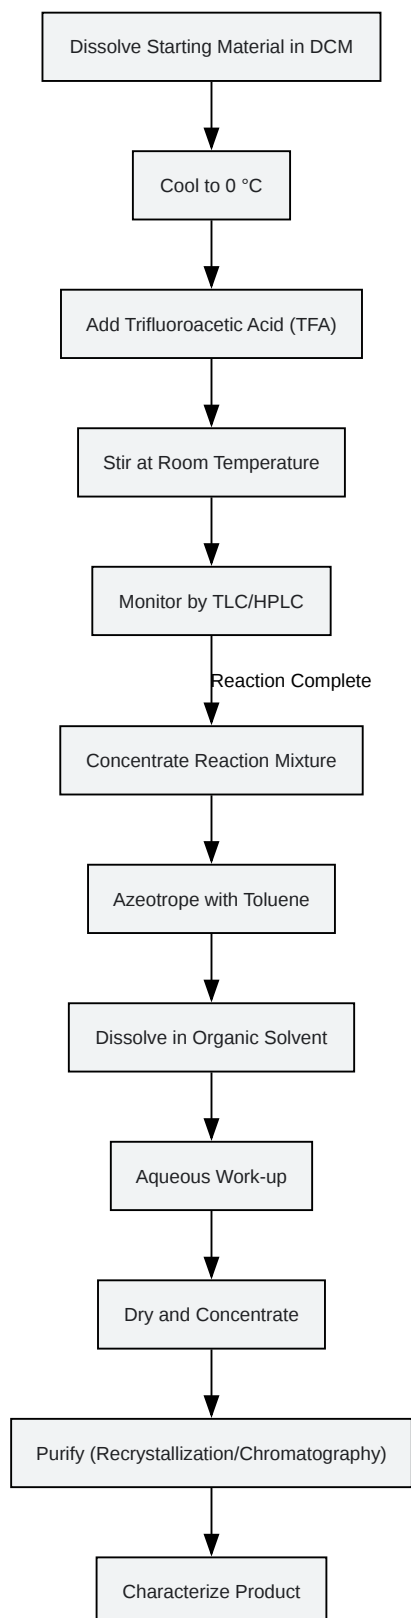 Dissolve Starting Material in DCM
Cool to 0 °C
Add Trifluoroacetic Acid (TFA)
Stir at Room Temperature
Monitor by TLC/HPLC
Reaction Complete
Concentrate Reaction Mixture
Azeotrope with Toluene
Dissolve in Organic Solvent
Aqueous Work-up
Dry and Concentrate
Purify (Recrystallization/Chromatography)
Characterize Product